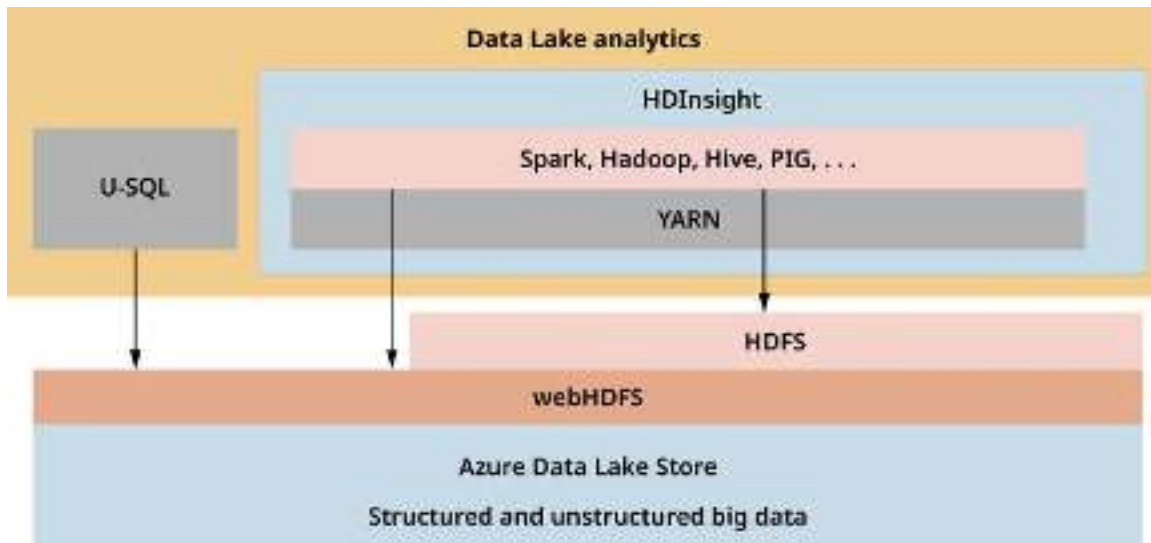 Data Lake analytics
HDInsight
Spark, Hadoop, Hive, PIG, . . .
U-SQL
YARN
HDFS
webHDFS
Azure Data Lake Store
Structured and unstructured big data